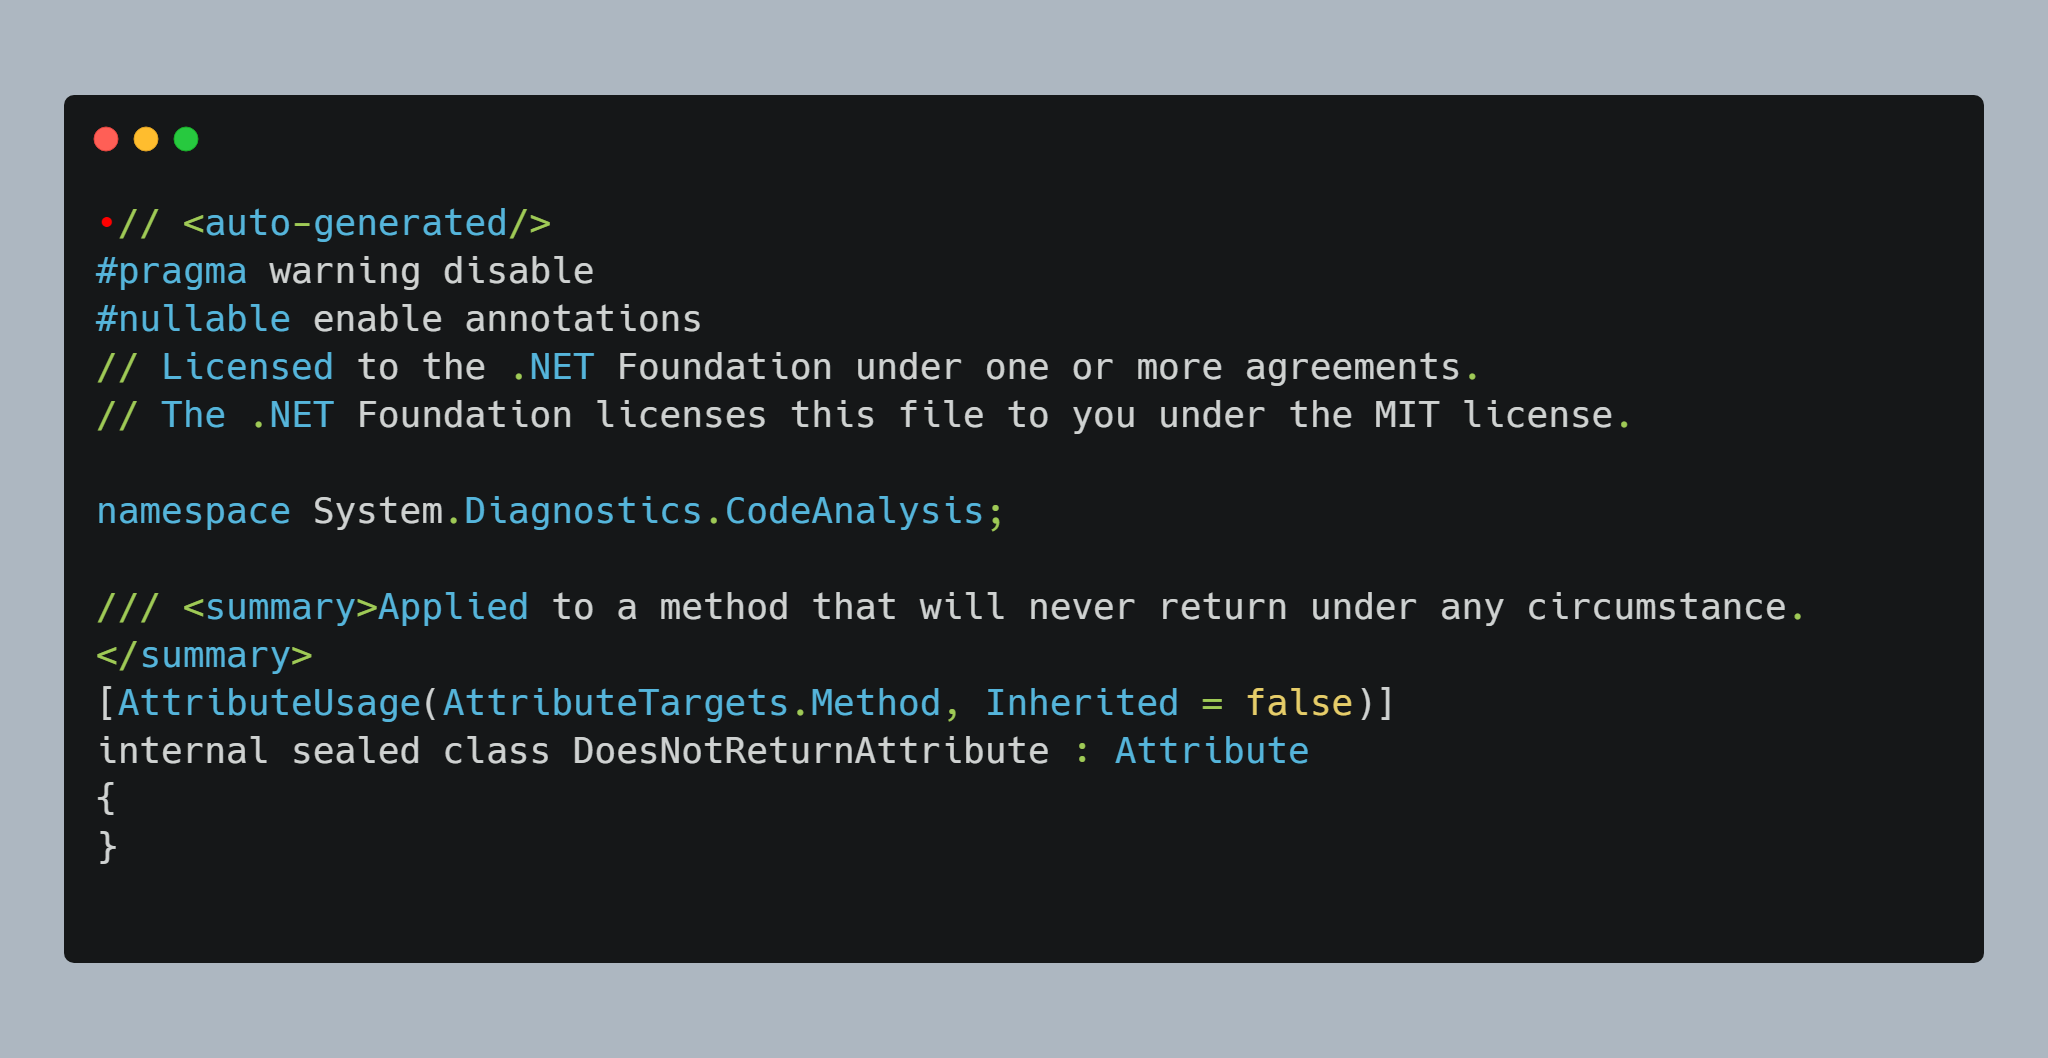 •// <auto-generated/>
#pragma warning disable
#nullable enable annotations
// Licensed to the .NET Foundation under one or more agreements.
// The .NET Foundation licenses this file to you under the MIT license.
namespace System.Diagnostics.CodeAnalysis;
/// <summary>Applied to a method that will never return under any circumstance.
</summary>
[AttributeUsage(AttributeTargets.Method, Inherited = false)]
internal sealed class DoesNotReturnAttribute : Attribute
{
}